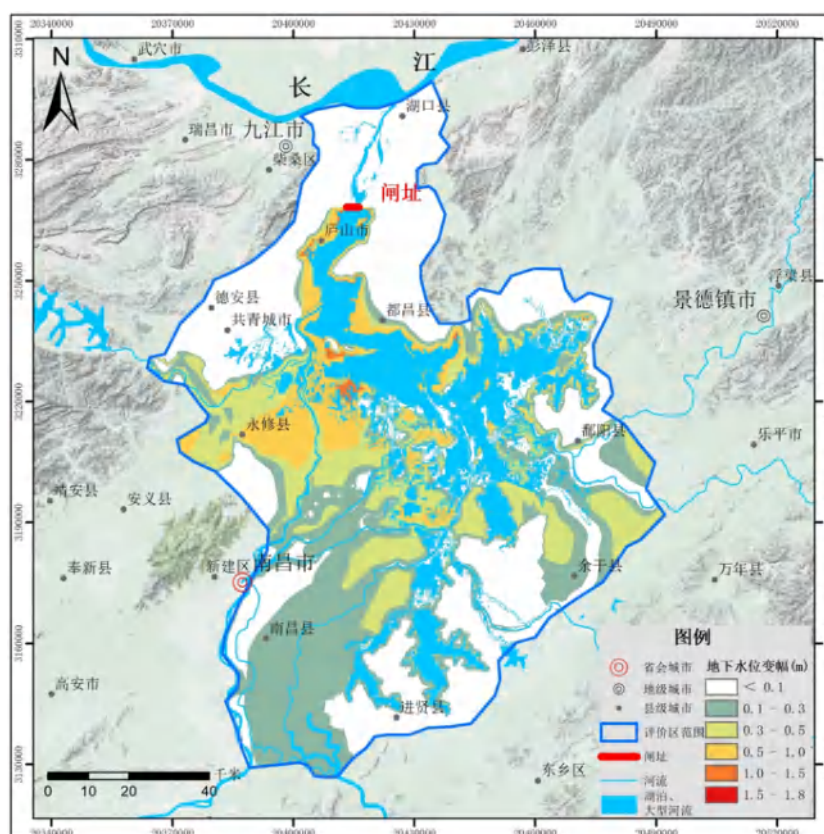 20340000 20370000 20400000 20430000 20460000 20490000 20520000
3310000
武穴市
彭泽县
N
长 江
湖口县
瑞昌市
九江市
3280000
柴桑区
闸址
庐山市
3250000
浮梁县
德安县
都昌县
景德镇市
共青城市
3220000
永修县
鄱阳县
乐平市
靖安县
安义县
3190000
奉新县
新建区
南昌市
余干县
万年县
南昌县
3160000
高安市
进贤县
3130000
千米
东乡区
0 10 20 40
图例
省会城市
地级城市
县级城市
评价区范围
闸址
河流
湖泊、
大型河流
地下水位变幅(m)
< 0.1
0.1 - 0.3
0.3 - 0.5
0.5 - 1.0
1.0 - 1.5
1.5 - 1.8